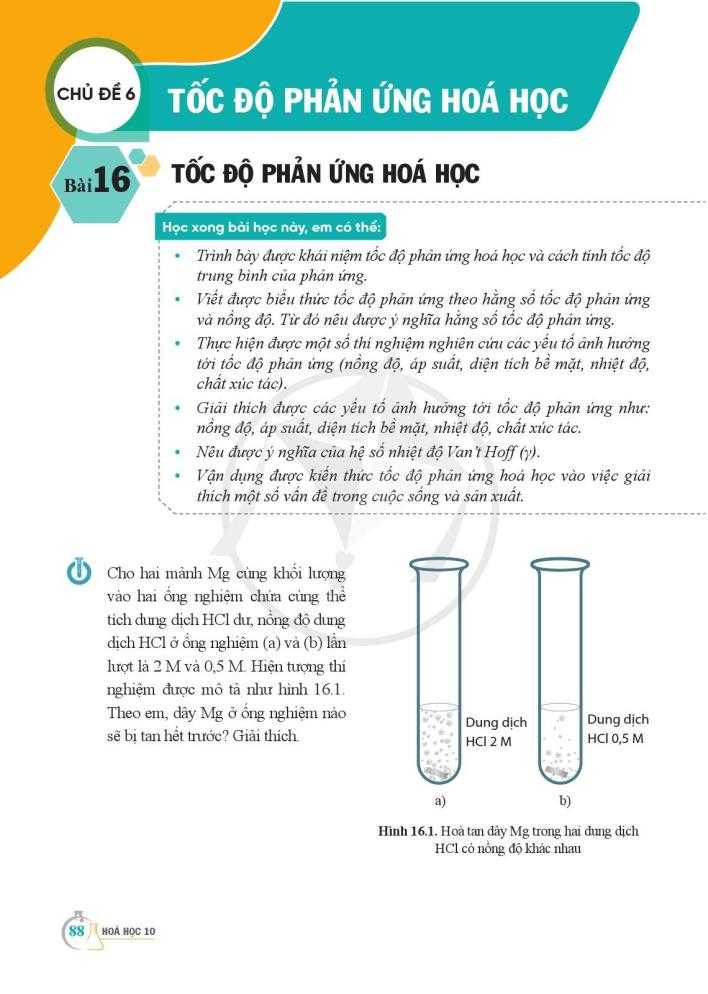 CHỦ ĐỀ 6
TỐC ĐỘ PHẢN ỨNG HOÁ HỌC
Bài 16
TỐC ĐỘ PHẢN ỨNG HOÁ HỌC
Học xong bài học này, em có thể:
• Trình bày được khái niệm tốc độ phản ứng hoá học và cách tính tốc độ
trung bình của phản ứng.
• Viết được biểu thức tốc độ phản ứng theo hằng số tốc độ phản ứng
và nồng độ. Từ đó nêu được ý nghĩa hằng số tốc độ phản ứng.
• Thực hiện được một số thí nghiệm nghiên cứu các yếu tố ảnh hưởng
tới tốc độ phản ứng (nồng độ, áp suất, diện tích bề mặt, nhiệt độ,
chất xúc tác).
• Giải thích được các yếu tố ảnh hưởng tới tốc độ phản ứng như:
nồng độ, áp suất, diện tích bề mặt, nhiệt độ, chất xúc tác.
• Nêu được ý nghĩa của hệ số nhiệt độ Van't Hoff (γ).
• Vận dụng được kiến thức tốc độ phản ứng hoá học vào việc giải
thích một số vấn đề trong cuộc sống và sản xuất.
Cho hai mảnh Mg cùng khối lượng
vào hai ống nghiệm chứa cùng thể
tích dung dịch HCl dư, nồng độ dung
dịch HCl ở ống nghiệm (a) và (b) lần
lượt là 2 M và 0,5 M. Hiện tượng thí
nghiệm được mô tả như hình 16.1.
Theo em, dây Mg ở ống nghiệm nào
sẽ bị tan hết trước? Giải thích.
Dung dịch
HCl 2 M
Dung dịch
HCl 0,5 M
a)
b)
Hình 16.1. Hoà tan dây Mg trong hai dung dịch
HCl có nồng độ khác nhau
88 HOÁ HỌC 10